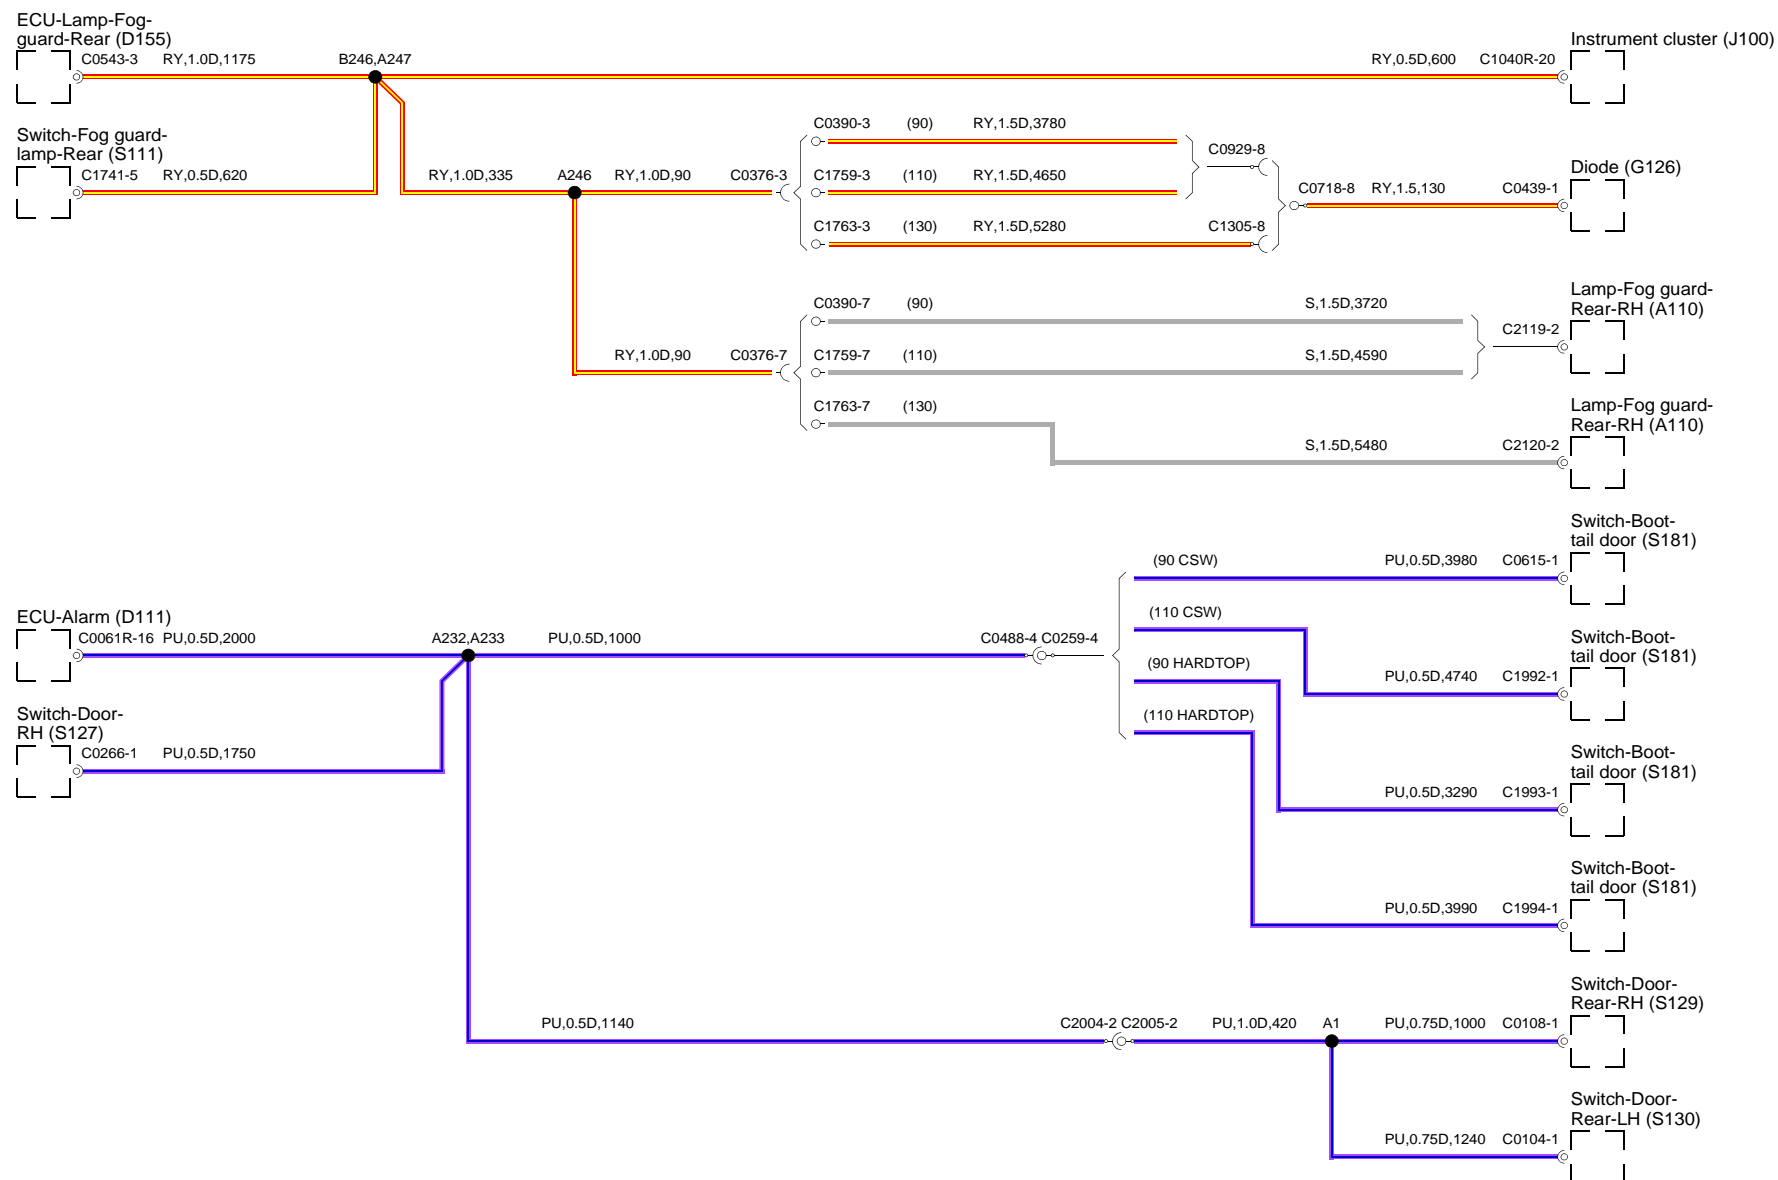 ECU-Lamp-Fog-
guard-Rear (D155)
C0543-3 RY,1.0D,1175 B246,A247 RY,0.5D,600 C1040R-20
Instrument cluster (J100)
Switch-Fog guard-
lamp-Rear (S111)
C1741-5 RY,0.5D,620 RY,1.0D,335 A246 RY,1.0D,90 C0376-3
C0390-3 (90) RY,1.5D,3780
C1759-3 (110) RY,1.5D,4650
C1763-3 (130) RY,1.5D,5280 C1305-8
C0929-8
C0718-8 RY,1.5,130 C0439-1
Diode (G126)
RY,1.0D,90 C0376-7
C0390-7 (90) S,1.5D,3720
C1759-7 (110) S,1.5D,4590
C2119-2
Lamp-Fog guard-
Rear-RH (A110)
C1763-7 (130)
S,1.5D,5480 C2120-2
Lamp-Fog guard-
Rear-RH (A110)
ECU-Alarm (D111)
C0061R-16 PU,0.5D,2000 A232,A233 PU,0.5D,1000 C0488-4 C0259-4
Switch-Door-
RH (S127)
C0266-1 PU,0.5D,1750
(90 CSW) PU,0.5D,3980 C0615-1
Switch-Boot-
tail door (S181)
(110 CSW)
PU,0.5D,4740 C1992-1
Switch-Boot-
tail door (S181)
(90 HARDTOP)
PU,0.5D,3290 C1993-1
Switch-Boot-
tail door (S181)
(110 HARDTOP)
PU,0.5D,3990 C1994-1
Switch-Boot-
tail door (S181)
PU,0.5D,1140 C2004-2 C2005-2 PU,1.0D,420 A1 PU,0.75D,1000 C0108-1
Switch-Door-
Rear-RH (S129)
PU,0.75D,1240 C0104-1
Switch-Door-
Rear-LH (S130)